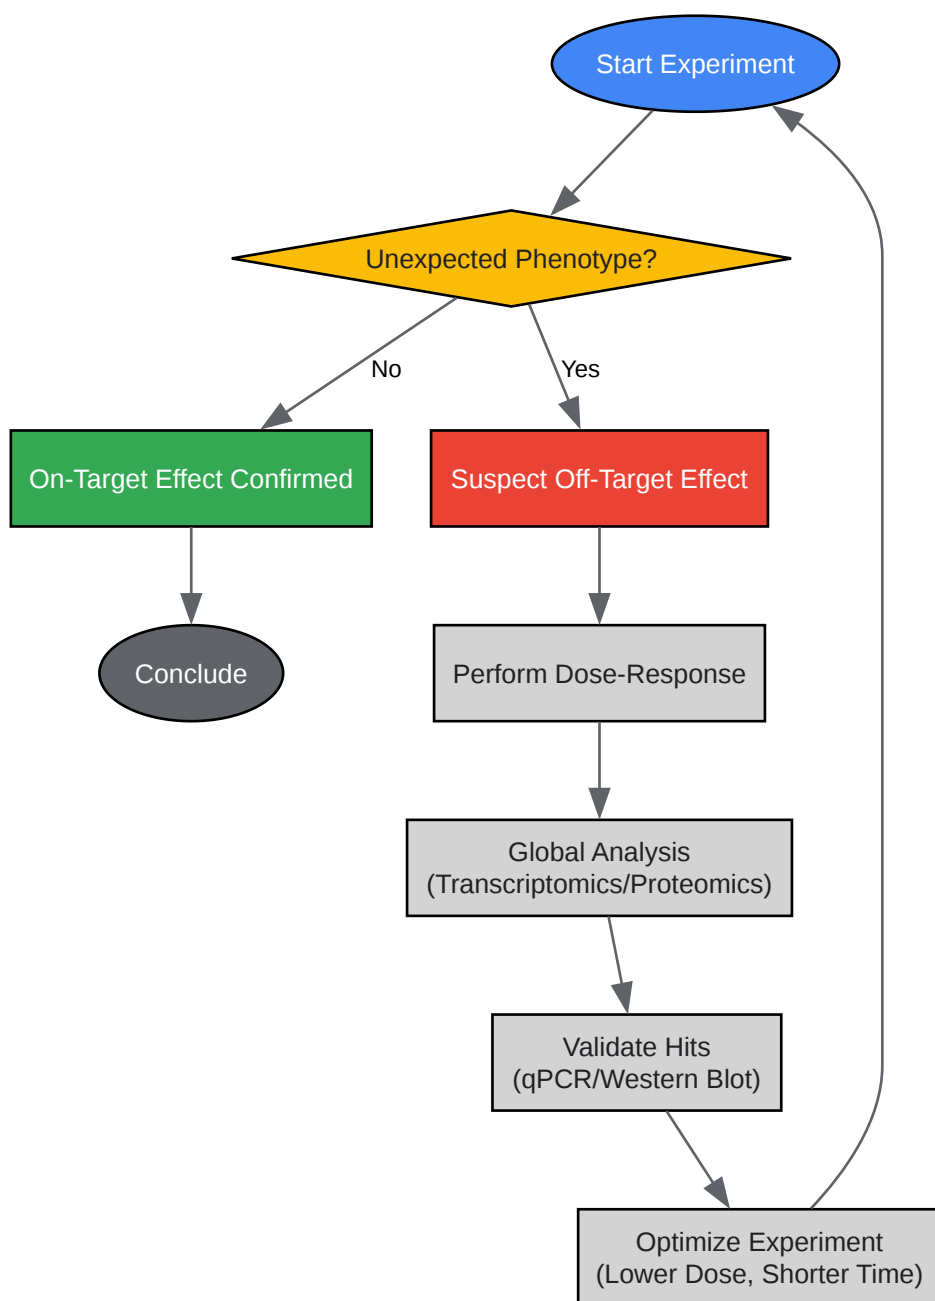 Start Experiment
Unexpected Phenotype?
No
Yes
On-Target Effect Confirmed
Suspect Off-Target Effect
Conclude
Perform Dose-Response
Global Analysis
(Transcriptomics/Proteomics)
Validate Hits
(qPCR/Western Blot)
Optimize Experiment
(Lower Dose, Shorter Time)